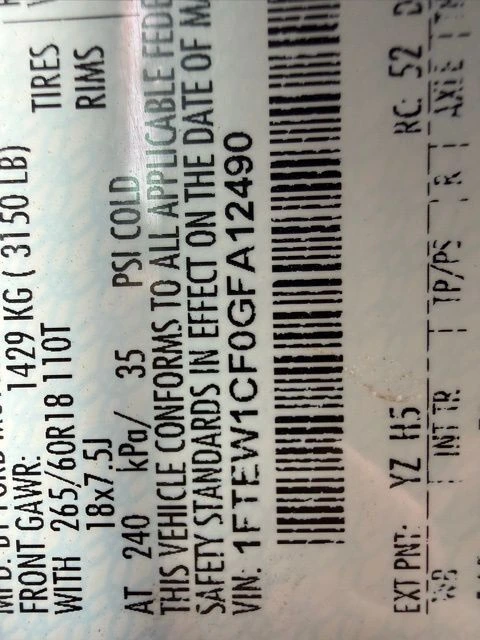 FRONT GAWR: 1429 KG ( 3150 LB) TIRES
WITH 265/60R18 110T RIMS
18x7.5J
AT 240 kPa/ 35 PSI COLD
THIS VEHICLE CONFORMS TO ALL APPLICABLE FEDE
SAFETY STANDARDS IN EFFECT ON THE DATE OF MA
VIN: 1FTEW1CF0GFA12490
EXT PNT: YZ H5 RC: 52 D
WB INT TR TP/PS R AXLE